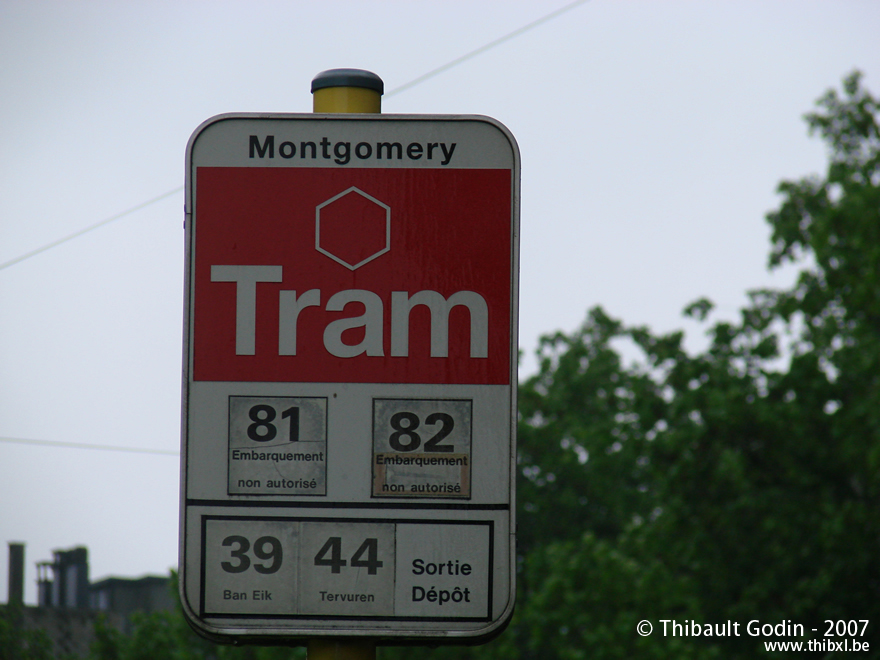 Montgomery
Tram
81 82
Embarquement Embarquement
non autorisé non autorisé
39 44 Sortie
Ban Eik Tervuren Dépôt
© Thibault Godin - 2007
www.thibxl.be